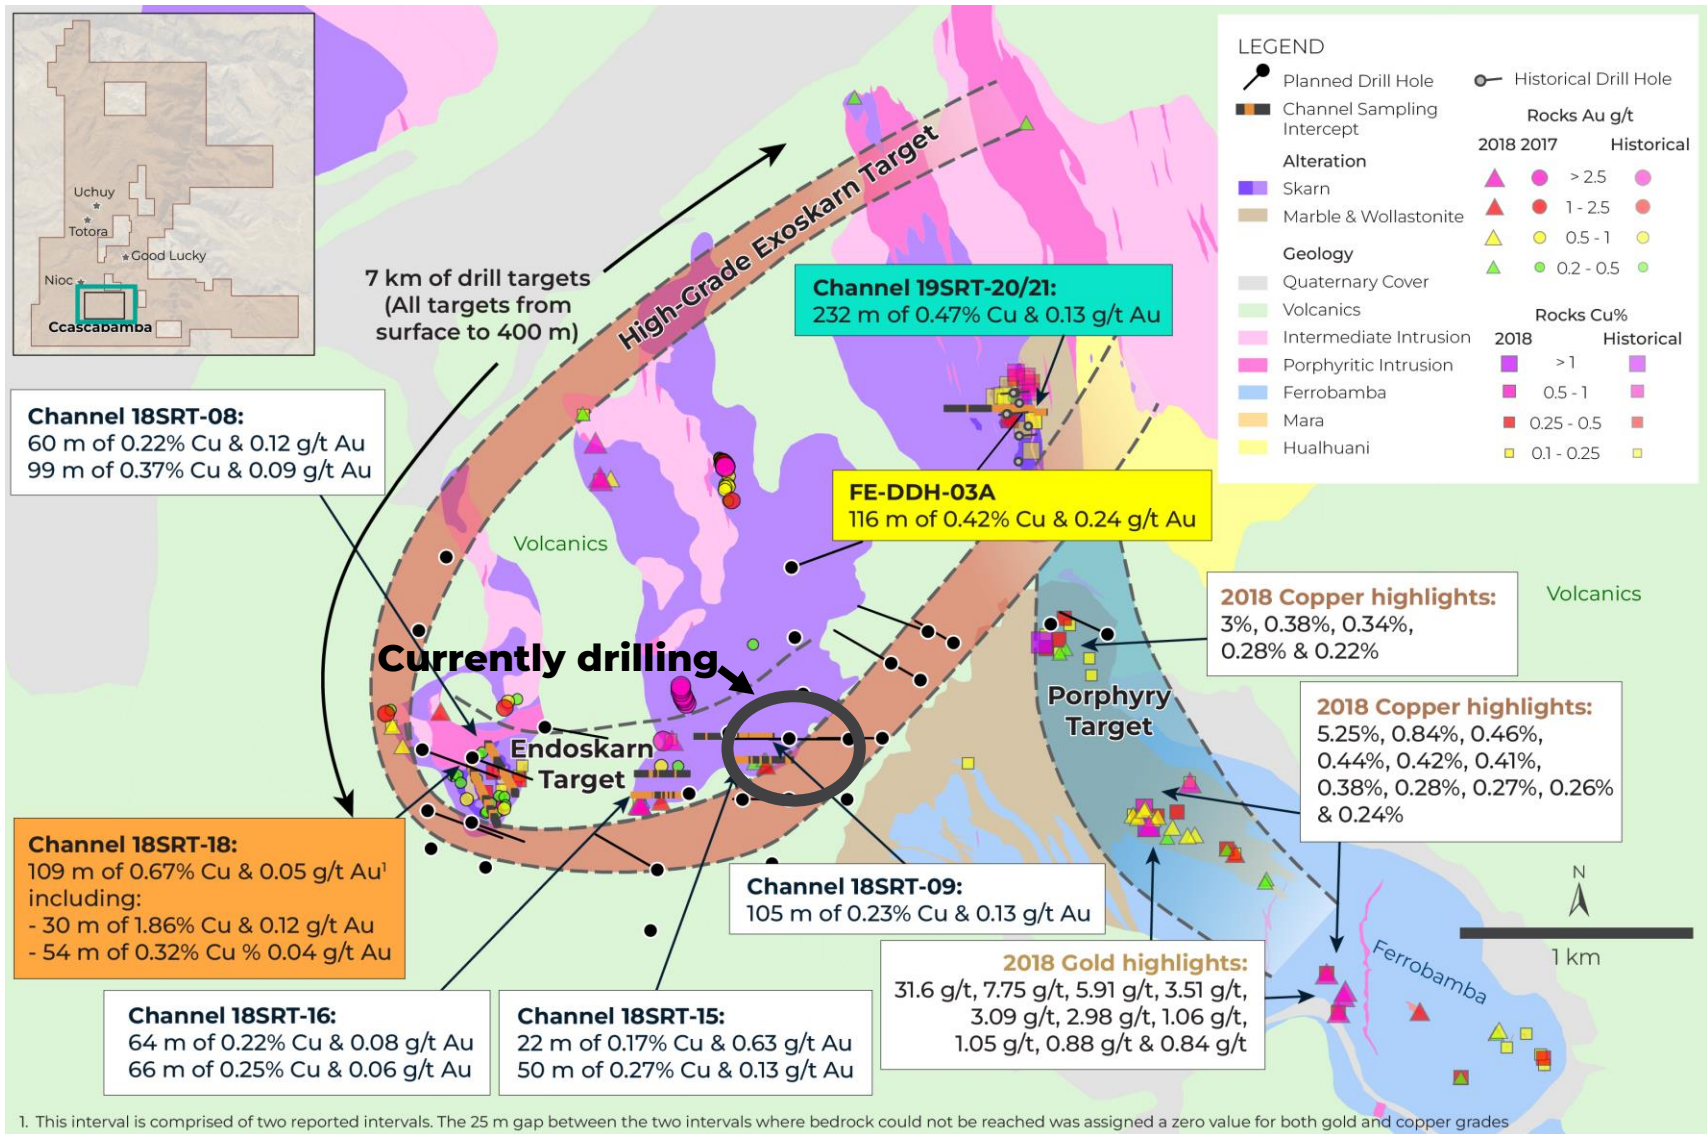 Uchuy
Totora
Good Lucky
Nioc
Ccascabamba
7 km of drill targets
(All targets from
surface to 400 m)
High-Grade Exoskarn Target
LEGEND
Planned Drill Hole
Historical Drill Hole
Channel Sampling
Intercept
Alteration
Skarn
Marble & Wollastonite
Geology
Quaternary Cover
Volcanics
Intermediate Intrusion
Porphyritic Intrusion
Ferrobamba
Mara
Hualhuani
Rocks Au g/t
2018 2017 Historical
> 2.5
1 - 2.5
0.5 - 1
0.2 - 0.5
Rocks Cu%
2018 Historical
> 1
0.5 - 1
0.25 - 0.5
0.1 - 0.25
Channel 19SRT-20/21:
232 m of 0.47% Cu & 0.13 g/t Au
Channel 18SRT-08:
60 m of 0.22% Cu & 0.12 g/t Au
99 m of 0.37% Cu & 0.09 g/t Au
FE-DDH-03A
116 m of 0.42% Cu & 0.24 g/t Au
Volcanics
Volcanics
2018 Copper highlights:
3%, 0.38%, 0.34%,
0.28% & 0.22%
Currently drilling
Porphyry
Target
2018 Copper highlights:
5.25%, 0.84%, 0.46%,
0.44%, 0.42%, 0.41%,
0.38%, 0.28%, 0.27%, 0.26%
& 0.24%
Endoskarn
Target
Channel 18SRT-18:
109 m of 0.67% Cu & 0.05 g/t Au¹
including:
- 30 m of 1.86% Cu & 0.12 g/t Au
- 54 m of 0.32% Cu % 0.04 g/t Au
Channel 18SRT-09:
105 m of 0.23% Cu & 0.13 g/t Au
N
1 km
Ferrobamba
2018 Gold highlights:
31.6 g/t, 7.75 g/t, 5.91 g/t, 3.51 g/t,
3.09 g/t, 2.98 g/t, 1.06 g/t,
1.05 g/t, 0.88 g/t & 0.84 g/t
Channel 18SRT-16:
64 m of 0.22% Cu & 0.08 g/t Au
66 m of 0.25% Cu & 0.06 g/t Au
Channel 18SRT-15:
22 m of 0.17% Cu & 0.63 g/t Au
50 m of 0.27% Cu & 0.13 g/t Au
1. This interval is comprised of two reported intervals. The 25 m gap between the two intervals where bedrock could not be reached was assigned a zero value for both gold and copper grades